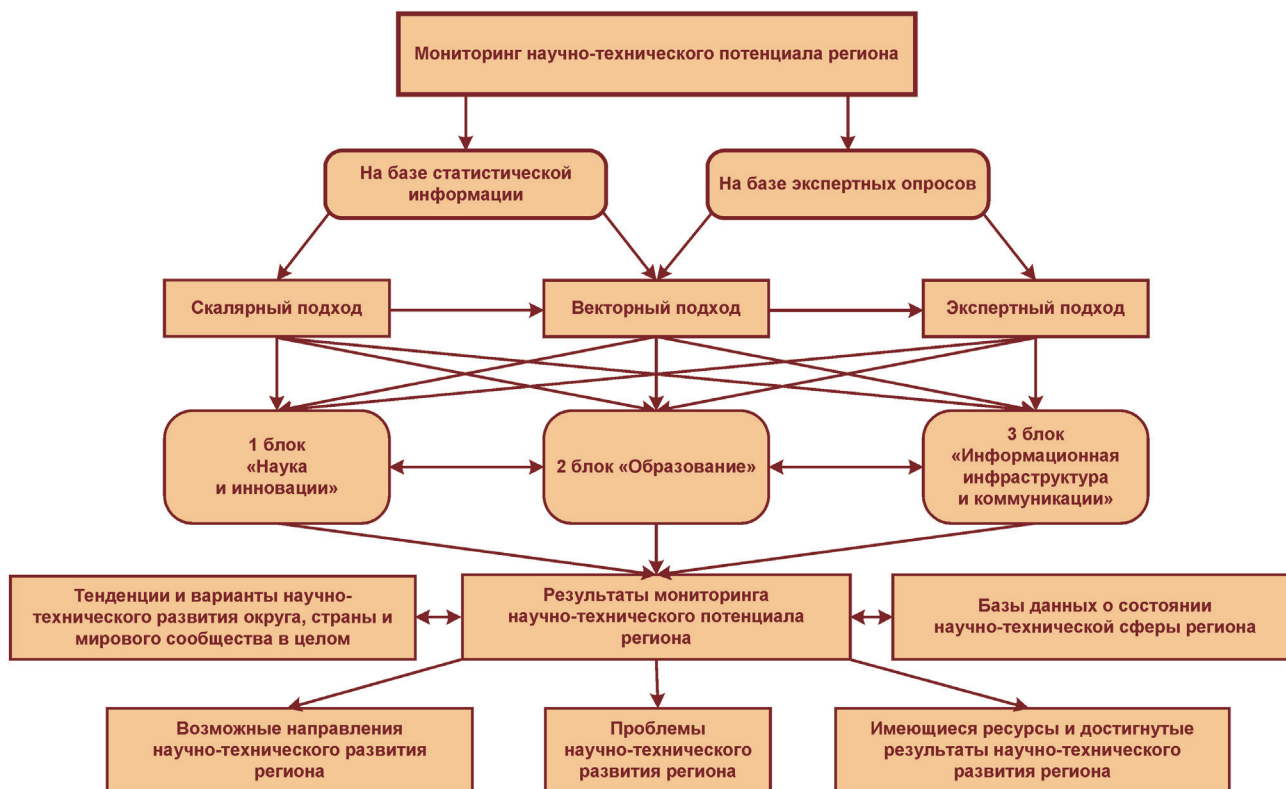 Мониторинг научно-технического потенциала региона
На базе статистической
информации
На базе экспертных опросов
Скалярный подход
Векторный подход
Экспертный подход
1 блок
«Наука
и инновации»
2 блок «Образование»
3 блок
«Информационная
инфраструктура
и коммуникации»
Тенденции и варианты научно-
технического развития округа, страны и
мирового сообщества в целом
Результаты мониторинга
научно-технического потенциала
региона
Базы данных о состоянии
научно-технической сферы региона
Возможные направления
научно-технического развития
региона
Проблемы
научно-технического
развития региона
Имеющиеся ресурсы и достигнутые
результаты научно-технического
развития региона